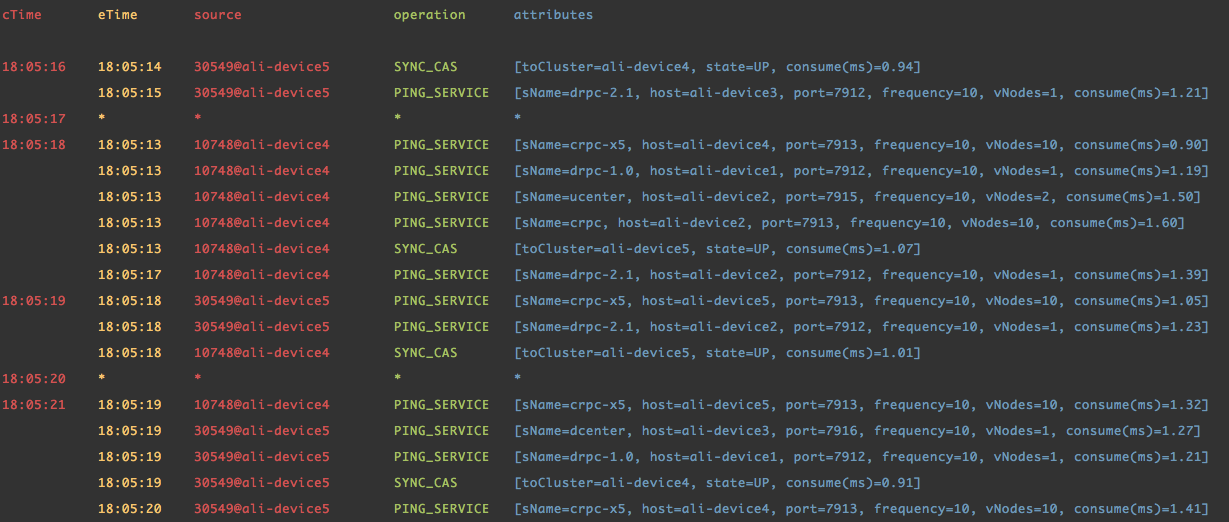 cTime eTime source operation attributes
18:05:16 18:05:14 30549@ali-device5 SYNC_CAS [toCluster=ali-device4, state=UP, consume(ms)=0.94]
18:05:15 30549@ali-device5 PING_SERVICE [sName=drpc-2.1, host=ali-device3, port=7912, frequency=10, vNodes=1, consume(ms)=1.21]
18:05:17 * * * *
18:05:18 18:05:13 10748@ali-device4 PING_SERVICE [sName=crpc-x5, host=ali-device4, port=7913, frequency=10, vNodes=10, consume(ms)=0.90]
18:05:13 10748@ali-device4 PING_SERVICE [sName=drpc-1.0, host=ali-device1, port=7912, frequency=10, vNodes=1, consume(ms)=1.19]
18:05:13 10748@ali-device4 PING_SERVICE [sName=ucenter, host=ali-device2, port=7915, frequency=10, vNodes=2, consume(ms)=1.50]
18:05:13 10748@ali-device4 PING_SERVICE [sName=crpc, host=ali-device2, port=7913, frequency=10, vNodes=10, consume(ms)=1.60]
18:05:13 10748@ali-device4 SYNC_CAS [toCluster=ali-device5, state=UP, consume(ms)=1.07]
18:05:17 10748@ali-device4 PING_SERVICE [sName=drpc-2.1, host=ali-device2, port=7912, frequency=10, vNodes=1, consume(ms)=1.39]
18:05:19 18:05:18 30549@ali-device5 PING_SERVICE [sName=crpc-x5, host=ali-device5, port=7913, frequency=10, vNodes=10, consume(ms)=1.05]
18:05:18 30549@ali-device5 PING_SERVICE [sName=drpc-2.1, host=ali-device2, port=7912, frequency=10, vNodes=1, consume(ms)=1.23]
18:05:18 10748@ali-device4 SYNC_CAS [toCluster=ali-device5, state=UP, consume(ms)=1.01]
18:05:20 * * * *
18:05:21 18:05:19 10748@ali-device4 PING_SERVICE [sName=crpc-x5, host=ali-device5, port=7913, frequency=10, vNodes=10, consume(ms)=1.32]
18:05:19 30549@ali-device5 PING_SERVICE [sName=dcenter, host=ali-device3, port=7916, frequency=10, vNodes=1, consume(ms)=1.27]
18:05:19 30549@ali-device5 PING_SERVICE [sName=drpc-1.0, host=ali-device1, port=7912, frequency=10, vNodes=1, consume(ms)=1.21]
18:05:19 30549@ali-device5 SYNC_CAS [toCluster=ali-device4, state=UP, consume(ms)=0.91]
18:05:20 30549@ali-device5 PING_SERVICE [sName=crpc-x5, host=ali-device4, port=7913, frequency=10, vNodes=10, consume(ms)=1.41]